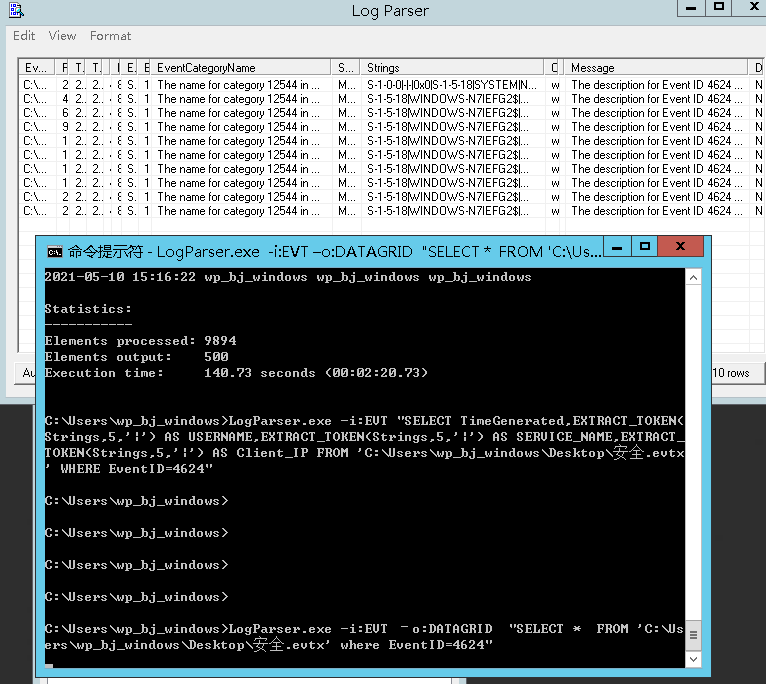 Log Parser
Edit View Format
Ev... F T. T. I E. E EventCategoryName S... Strings C Message D
C:\... 2 2.. 2.. 4 8 S. 1 The name for category 12544 in ... M... S-1-0-0|-|-|0x0|S-1-5-18|SYSTEM|N... w The description for Event ID 4624 ... N
C:\... 4 2.. 2.. 4 8 S. 1 The name for category 12544 in ... M... S-1-5-18|WINDOWS-N7IEFG2$|... w The description for Event ID 4624 ... N
C:\... 6 2.. 2.. 4 8 S. 1 The name for category 12544 in ... M... S-1-5-18|WINDOWS-N7IEFG2$|... w The description for Event ID 4624 ... N
C:\... 9 2.. 2.. 4 8 S. 1 The name for category 12544 in ... M... S-1-5-18|WINDOWS-N7IEFG2$|... w The description for Event ID 4624 ... N
C:\... 1 2.. 2.. 4 8 S. 1 The name for category 12544 in ... M... S-1-5-18|WINDOWS-N7IEFG2$|... w The description for Event ID 4624 ... N
C:\... 1 2.. 2.. 4 8 S. 1 The name for category 12544 in ... M... S-1-5-18|WINDOWS-N7IEFG2$|... w The description for Event ID 4624 ... N
C:\... 1 2.. 2.. 4 8 S. 1 The name for category 12544 in ... M... S-1-5-18|WINDOWS-N7IEFG2$|... w The description for Event ID 4624 ... N
C:\... 1 2.. 2.. 4 8 S. 1 The name for category 12544 in ... M... S-1-5-18|WINDOWS-N7IEFG2$|... w The description for Event ID 4624 ... N
C:\... 2 2.. 2.. 4 8 S. 1 The name for category 12544 in ... M... S-1-5-18|WINDOWS-N7IEFG2$|... w The description for Event ID 4624 ... N
C:\... 2 2.. 2.. 4 8 S. 1 The name for category 12544 in ... M... S-1-5-18|WINDOWS-N7IEFG2$|... w The description for Event ID 4624 ... N
Au
10 rows
命令提示符 - LogParser.exe -i:EVT –o:DATAGRID "SELECT * FROM 'C:\Us...
2021-05-10 15:16:22 wp_bj_windows wp_bj_windows wp_bj_windows
Statistics:
-----------
Elements processed: 9894
Elements output: 500
Execution time: 140.73 seconds (00:02:20.73)
C:\Users\wp_bj_windows>LogParser.exe -i:EVT "SELECT TimeGenerated,EXTRACT_TOKEN(
Strings,5,'|') AS USERNAME,EXTRACT_TOKEN(Strings,5,'|') AS SERVICE_NAME,EXTRACT_
TOKEN(Strings,5,'|') AS Client_IP FROM 'C:\Users\wp_bj_windows\Desktop\安全.evtx
' WHERE EventID=4624"
C:\Users\wp_bj_windows>
C:\Users\wp_bj_windows>
C:\Users\wp_bj_windows>
C:\Users\wp_bj_windows>
C:\Users\wp_bj_windows>LogParser.exe -i:EVT –o:DATAGRID "SELECT * FROM 'C:\Us
ers\wp_bj_windows\Desktop\安全.evtx' where EventID=4624"